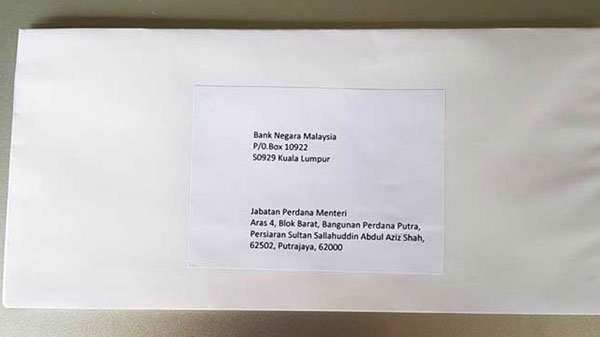 Bank Negara Malaysia
P/0.Box 10922
S0929 Kuala Lumpur
Jabatan Perdana Menteri
Aras 4, Blok Barat, Bangunan Perdana Putra,
Persiaran Sultan Sallahuddin Abdul Aziz Shah,
62502, Putrajaya, 62000